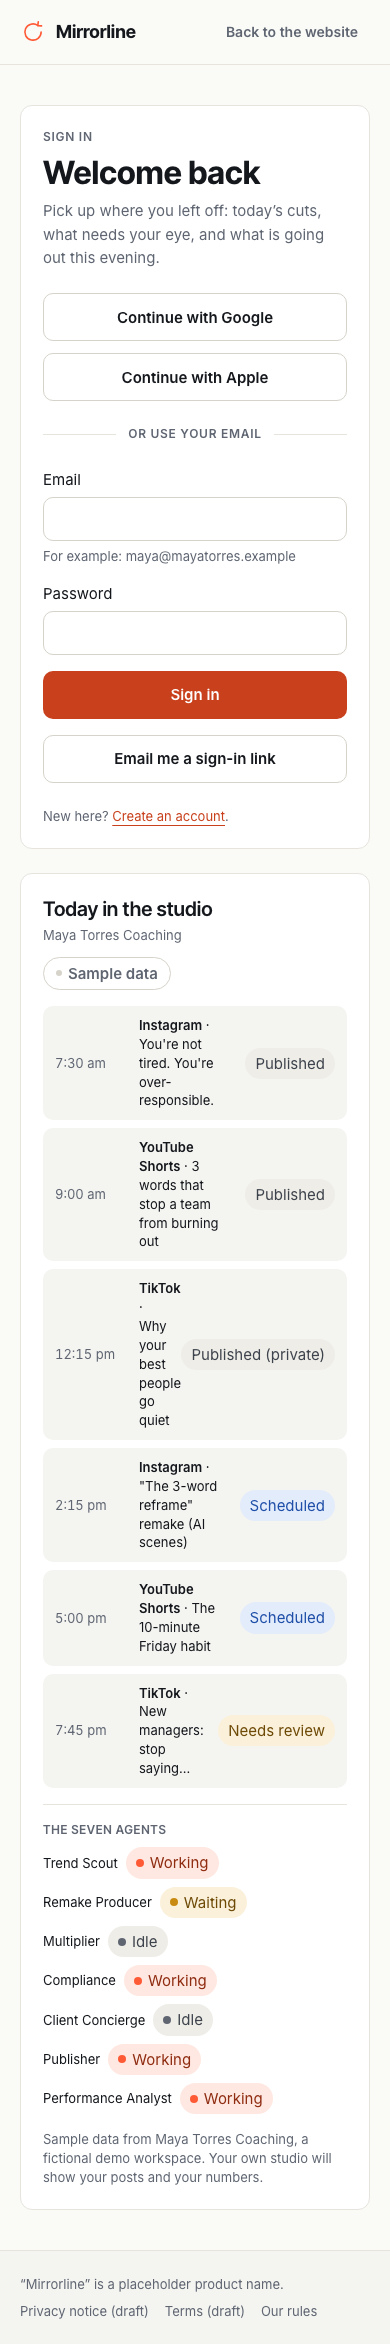 Mirrorline
Back to the website
SIGN IN
Welcome back
Pick up where you left off: today’s cuts,
what needs your eye, and what is going
out this evening.
Continue with Google
Continue with Apple
OR USE YOUR EMAIL
Email
For example: maya@mayatorres.example
Password
Sign in
Email me a sign-in link
New here? Create an account.
Today in the studio
Maya Torres Coaching
Sample data
7:30 am
Instagram ·
You're not
tired. You're
over-
responsible.
Published
9:00 am
YouTube
Shorts · 3
words that
stop a team
from burning
out
Published
12:15 pm
TikTok
·
Why
your
best
people
go
quiet
Published (private)
2:15 pm
Instagram ·
"The 3-word
reframe"
remake (AI
scenes)
Scheduled
5:00 pm
YouTube
Shorts · The
10-minute
Friday habit
Scheduled
7:45 pm
TikTok ·
New
managers:
stop
saying...
Needs review
THE SEVEN AGENTS
Trend Scout Working
Remake Producer Waiting
Multiplier Idle
Compliance Working
Client Concierge Idle
Publisher Working
Performance Analyst Working
Sample data from Maya Torres Coaching, a
fictional demo workspace. Your own studio will
show your posts and your numbers.
“Mirrorline” is a placeholder product name.
Privacy notice (draft) Terms (draft) Our rules